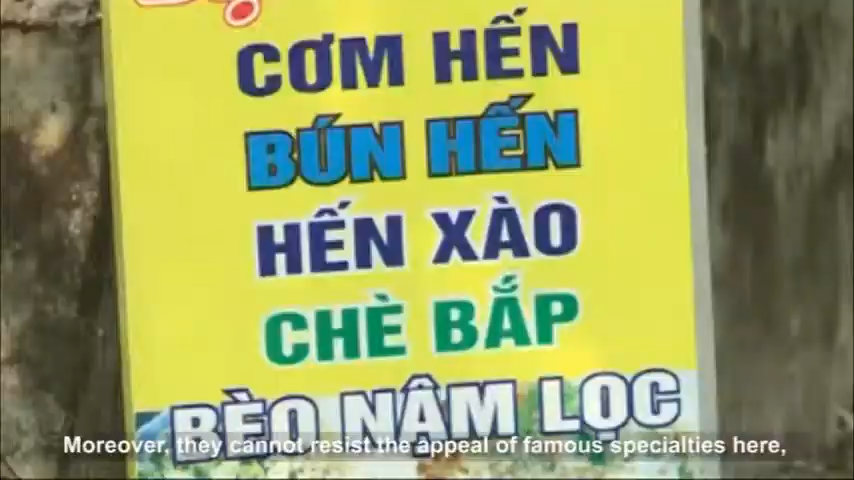 CƠM HẾN
BÚN HẾN
HẾN XÀO
CHÈ BẮP
BÈO NẬM LỌC
Moreover, they cannot resist the appeal of famous specialties here,